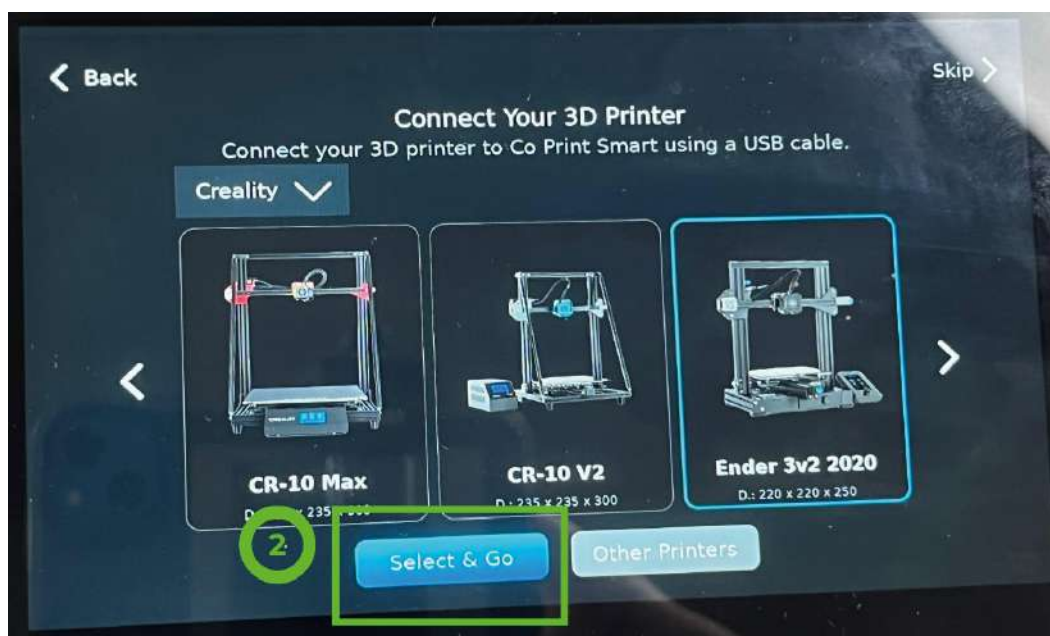 Back
Skip
Connect Your 3D Printer
Connect your 3D printer to Co Print Smart using a USB cable.
Creality
CR-10 Max
CR-10 V2
Ender 3v2 2020
235
D.: 235 x 235 x 300
D.: 220 x 220 x 250
2
Select & Go
Other Printers